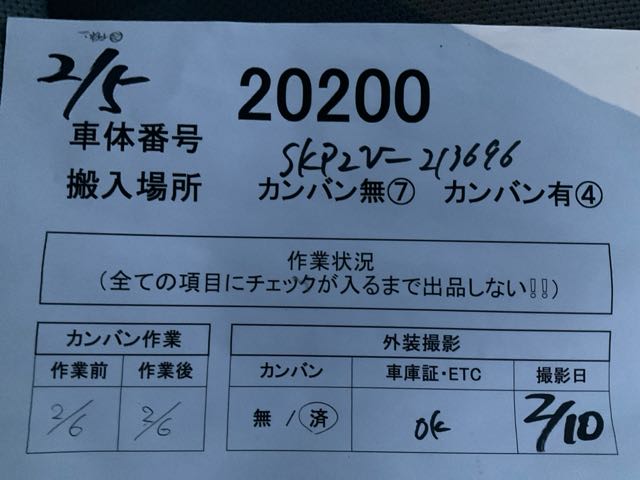 2/5
20200
車体番号 SKP2V-213696
搬入場所 カンバン無⑦ カンバン有④
作業状況
(全ての項目にチェックが入るまで出品しない!!)
カンバン作業
作業前 作業後
2/6 2/6
外装撮影
カンバン 車庫証・ETC 撮影日
無 / 済 OK 2/10